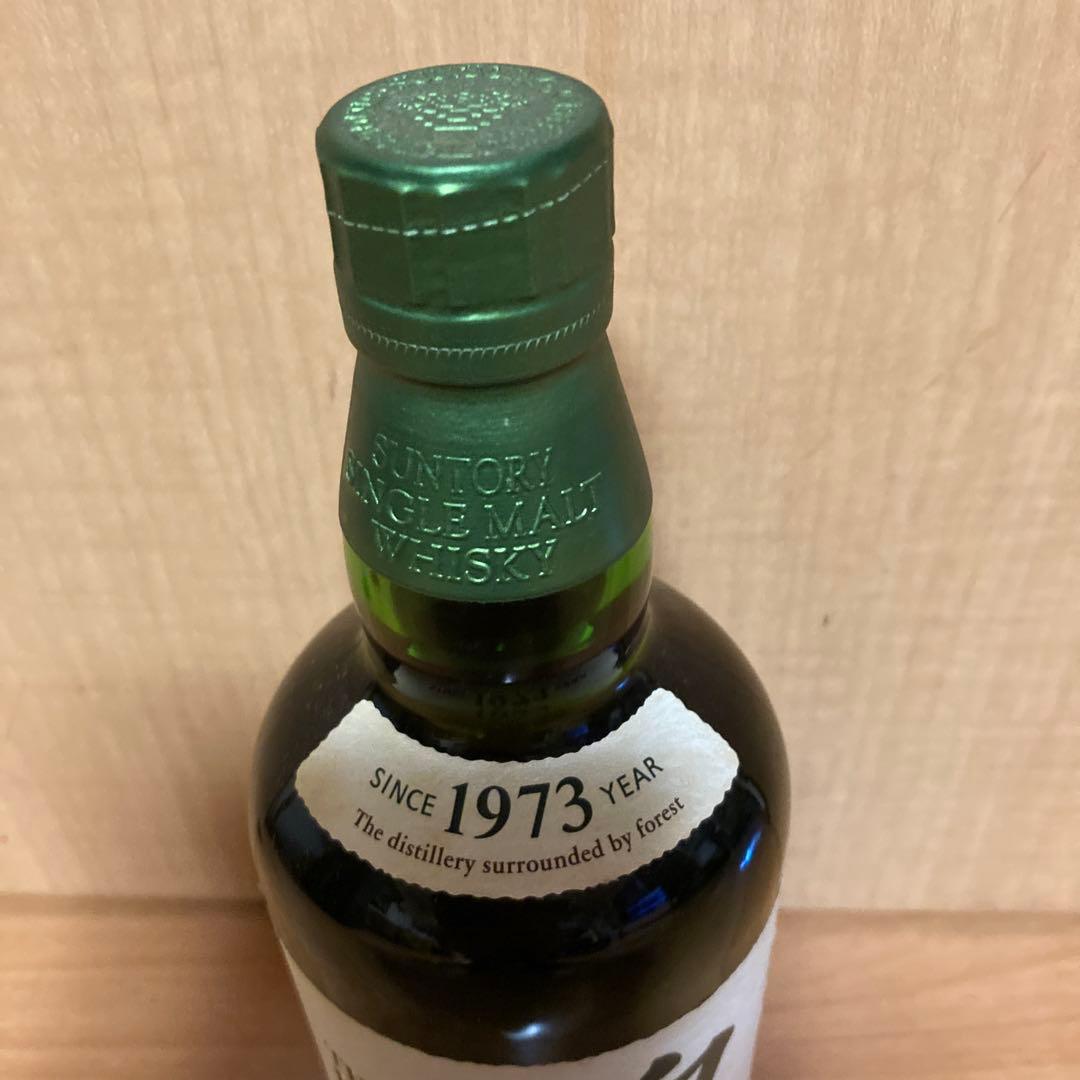 SUNTORY
SINGLE MALT
WHISKY
SINCE 1973 YEAR
The distillery surrounded by forest